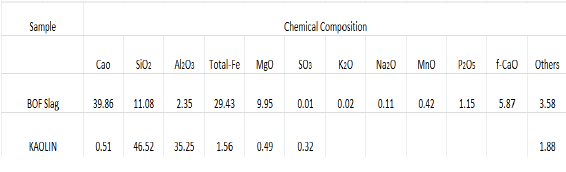 Sample Chemical Composition
Cao SiO2 Al2O3 Total-Fe MgO SO3 K2O Na2O MnO P2O5 f-CaO Others
BOF Slag 39.86 11.08 2.35 29.43 9.95 0.01 0.02 0.11 0.42 1.15 5.87 3.58
KAOLIN 0.51 46.52 35.25 1.56 0.49 0.32 1.88